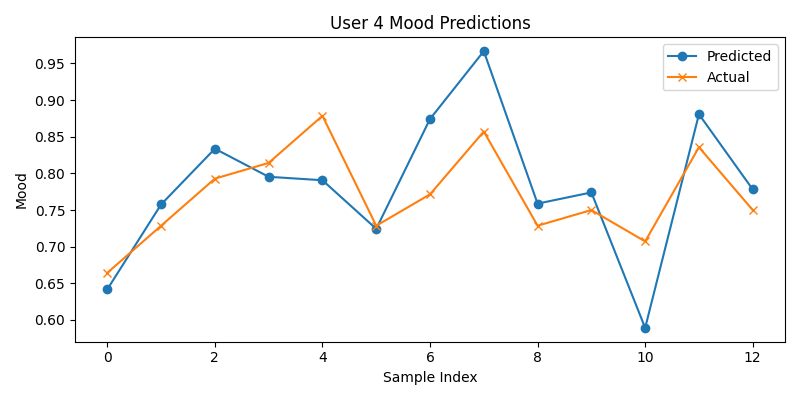 User 4 Mood Predictions
Predicted
Actual
Mood
0.95
0.90
0.85
0.80
0.75
0.70
0.65
0.60
0 2 4 6 8 10 12
Sample Index